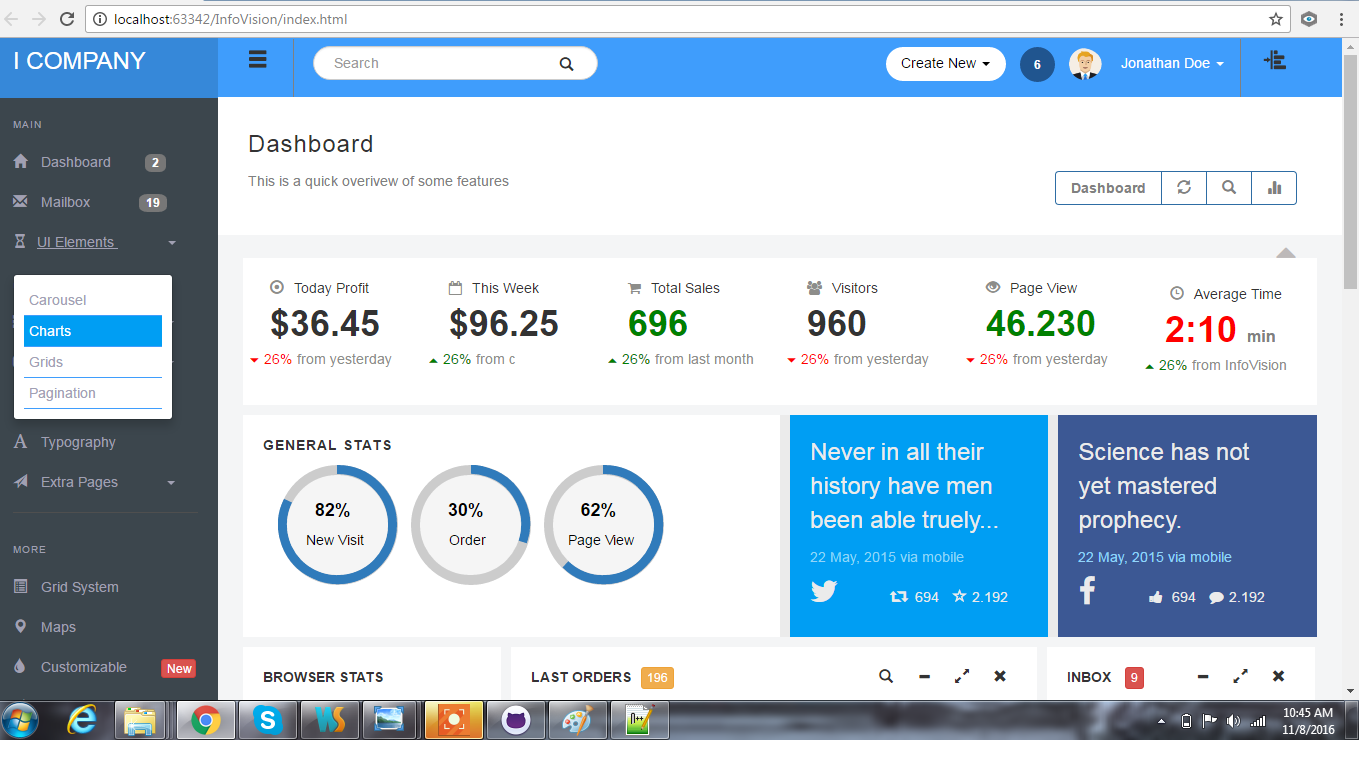 localhost:63342/InfoVision/index.html
I COMPANY
Search
Create New
6
Jonathan Doe
MAIN
Dashboard 2
Mailbox 19
UI Elements
Carousel
Charts
Grids
Pagination
Typography
Extra Pages
MORE
Grid System
Maps
Customizable New
Dashboard
This is a quick overivew of some features
Dashboard
Today Profit
$36.45
26% from yesterday
This Week
$96.25
26% from c
Total Sales
696
26% from last month
Visitors
960
26% from yesterday
Page View
46.230
26% from yesterday
Average Time
2:10 min
26% from InfoVision
GENERAL STATS
82%
New Visit
30%
Order
62%
Page View
Never in all their
history have men
been able truely...
22 May, 2015 via mobile
694 2.192
Science has not
yet mastered
prophecy.
22 May, 2015 via mobile
694 2.192
BROWSER STATS
LAST ORDERS 196
INBOX 9
10:45 AM
11/8/2016